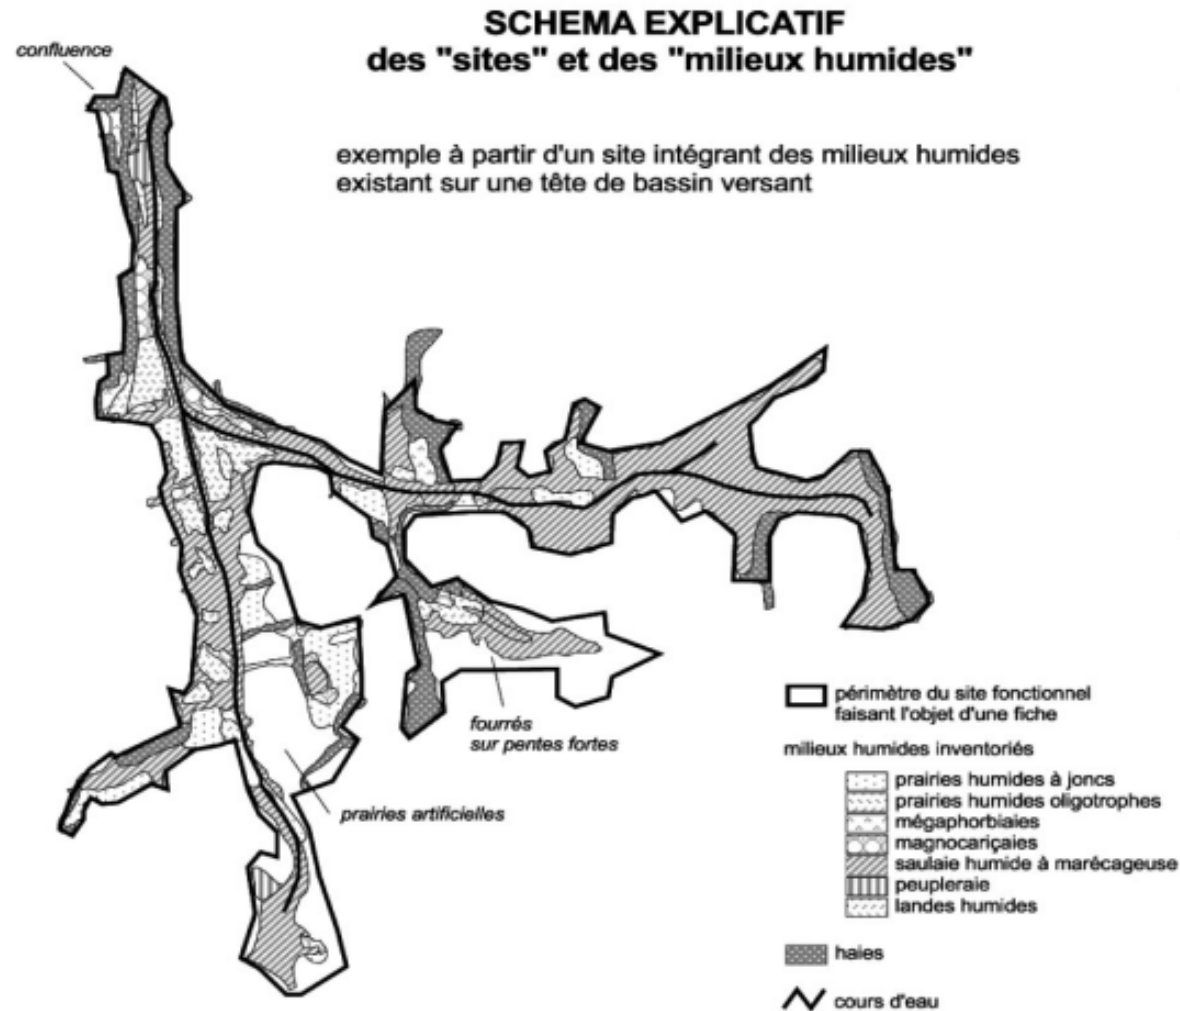 SCHEMA EXPLICATIF
des "sites" et des "milieux humides"
confluence
exemple à partir d'un site intégrant des milieux humides
existant sur une tête de bassin versant
fourrés
sur pentes fortes
prairies artificielles
périmètre du site fonctionnel
faisant l'objet d'une fiche
milieux humides inventoriés
prairies humides à joncs
prairies humides oligotrophes
mégaphorbiaies
magnocariçaies
saulaie humide à marécageuse
peupleraie
landes humides
haies
cours d'eau